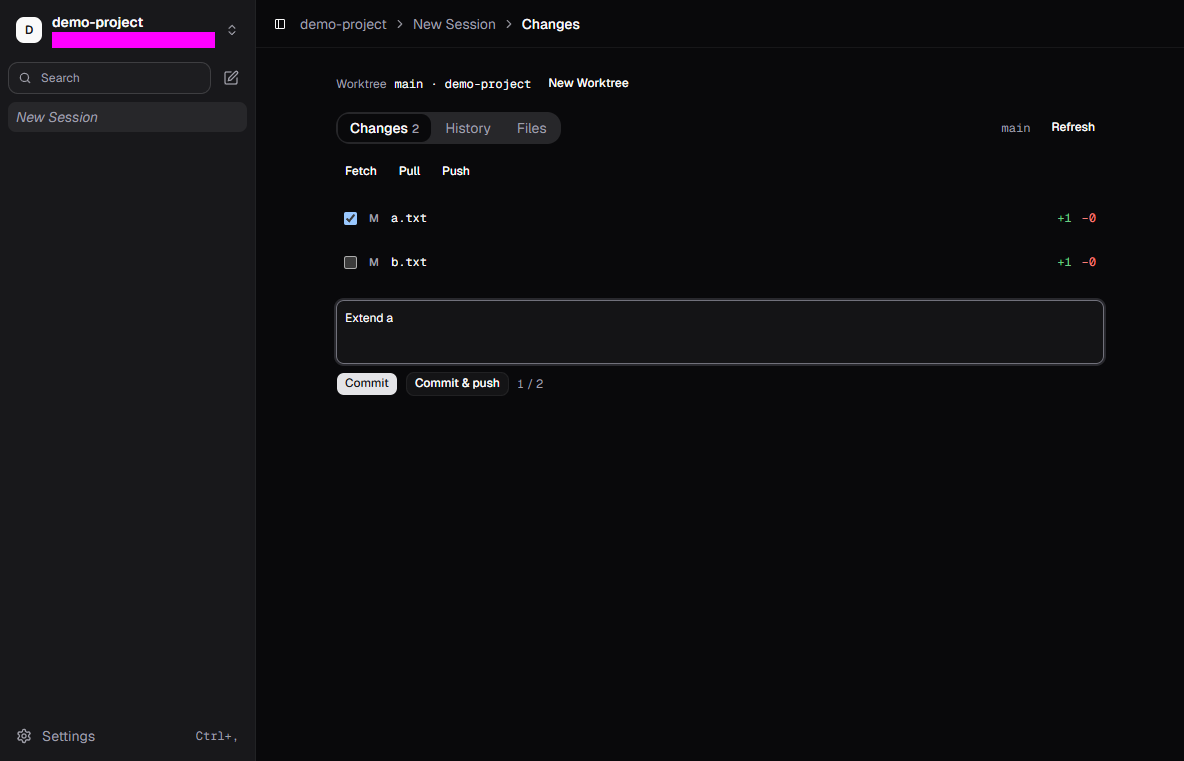 D demo-project
demo-project > New Session > Changes
Search
New Session
Worktree main · demo-project New Worktree
Changes 2 History Files main Refresh
Fetch Pull Push
M a.txt +1 −0
M b.txt +1 −0
Extend a
Commit Commit & push 1 / 2
Settings Ctrl+,